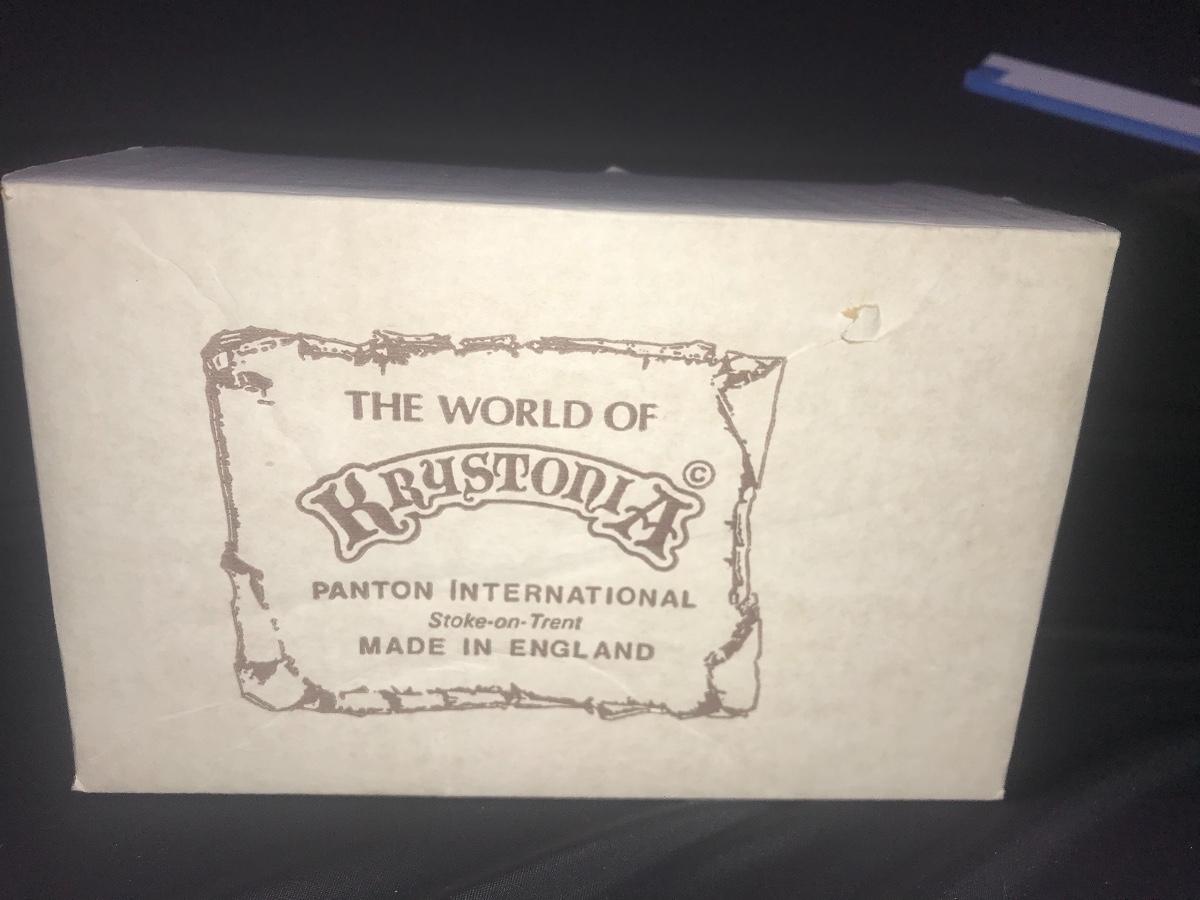 THE WORLD OF
KRYSTONIA ©
PANTON INTERNATIONAL
Stoke-on-Trent
MADE IN ENGLAND